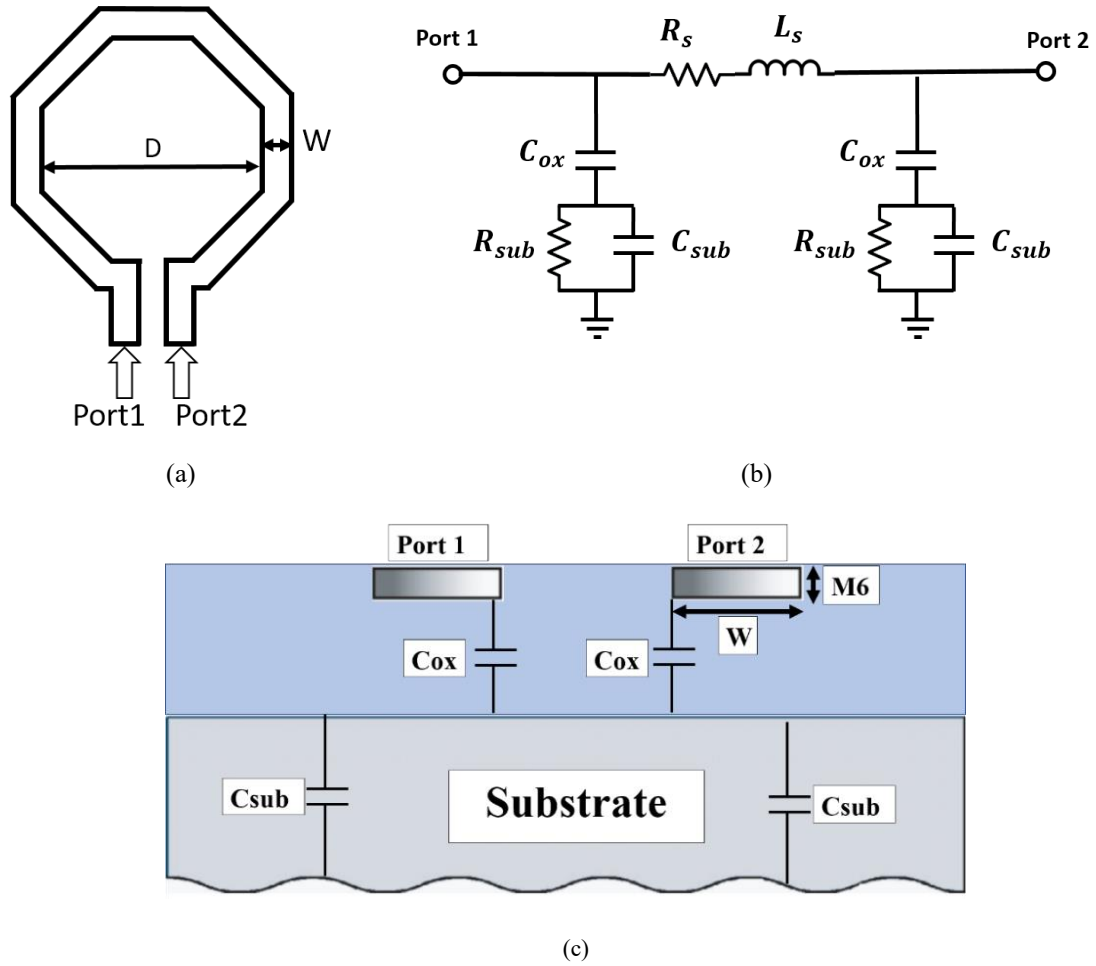 D
W
Port1
Port2
(a)
Port 1
R_s
L_s
Port 2
C_ox
C_ox
R_sub
C_sub
R_sub
C_sub
(b)
Port 1
Port 2
M6
W
Cox
Cox
Csub
Substrate
Csub
(c)